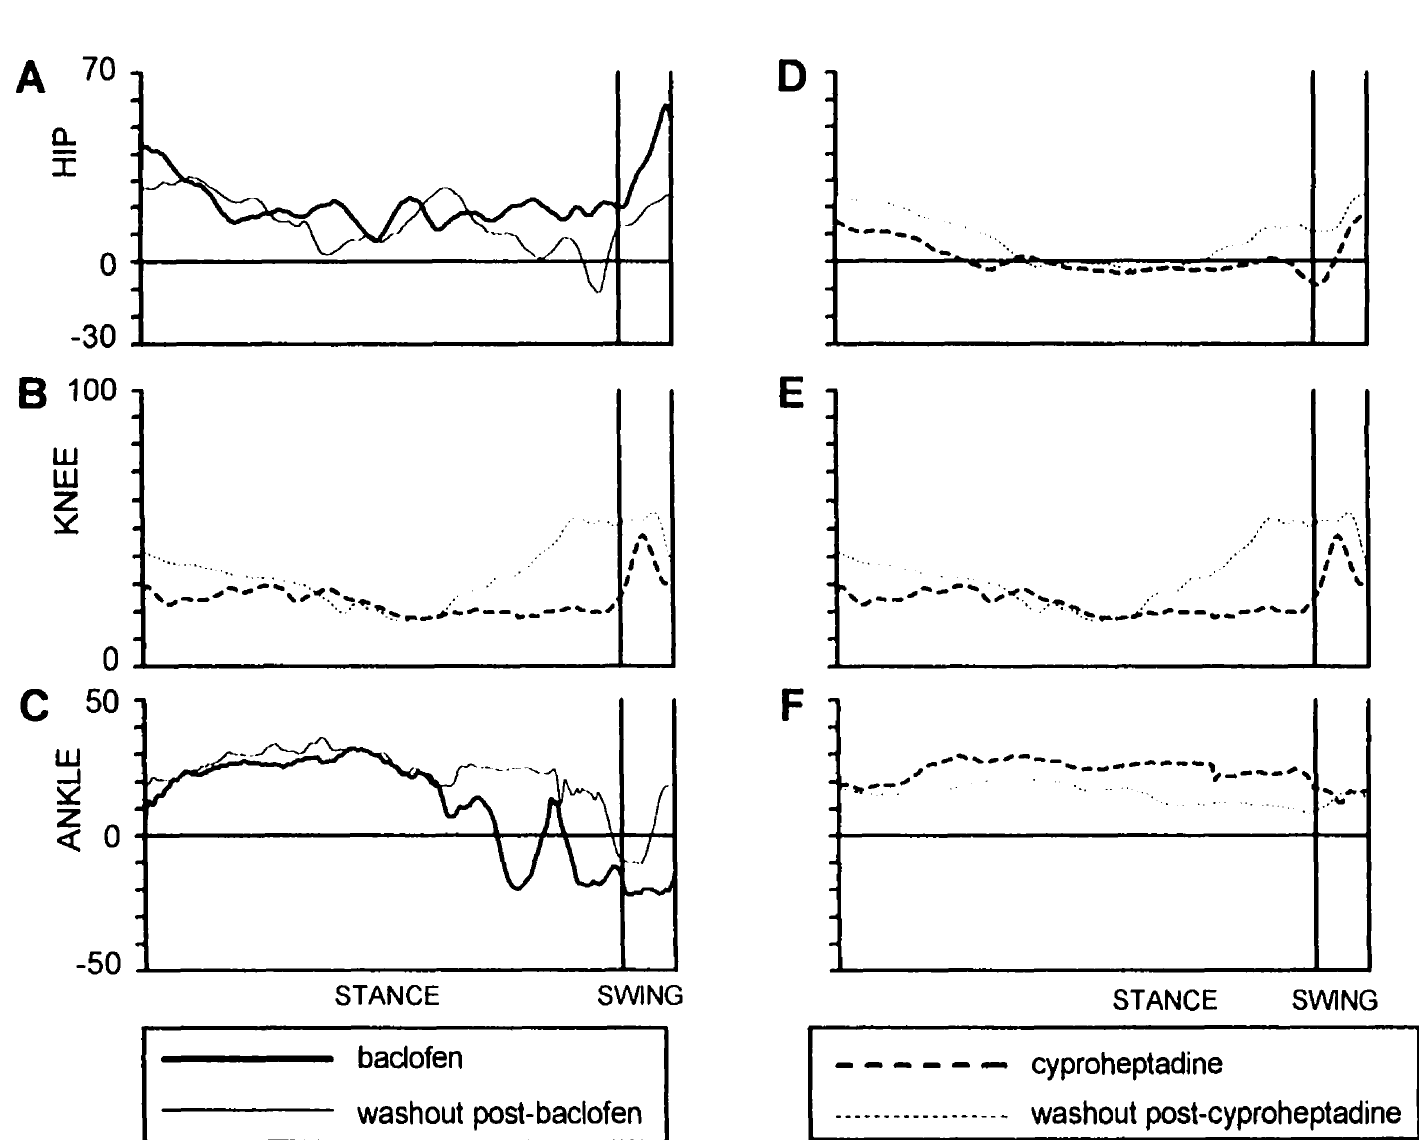 A
70
HIP
0
-30
D
B
100
KNEE
0
E
C
50
ANKLE
0
-50
F
STANCE SWING
STANCE SWING
baclofen
washout post-baclofen
cyproheptadine
washout post-cyproheptadine